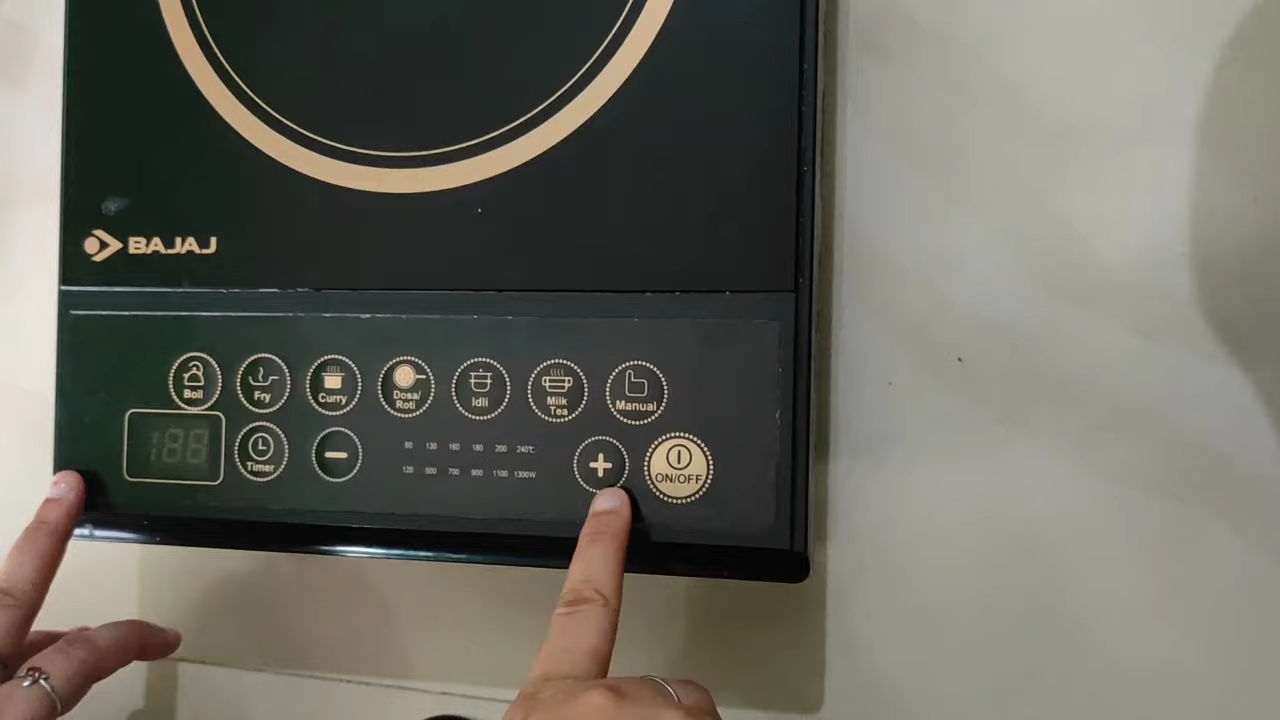 BAJAJ
Boil
Fry
Curry
Dosa/
Roti
Idli
Milk
Tea
Manual
188
Timer
60 130 160 180 200 240℃
120 500 700 900 1100 1300W
ON/OFF